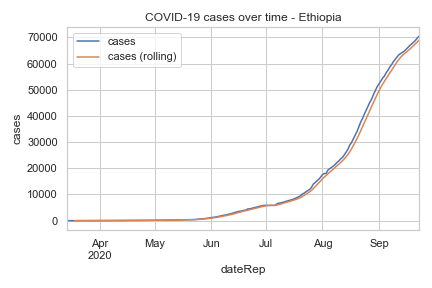 COVID-19 cases over time - Ethiopia
cases
cases (rolling)
70000
60000
50000
40000
30000
20000
10000
0
cases
Apr
2020
May
Jun
Jul
Aug
Sep
dateRep